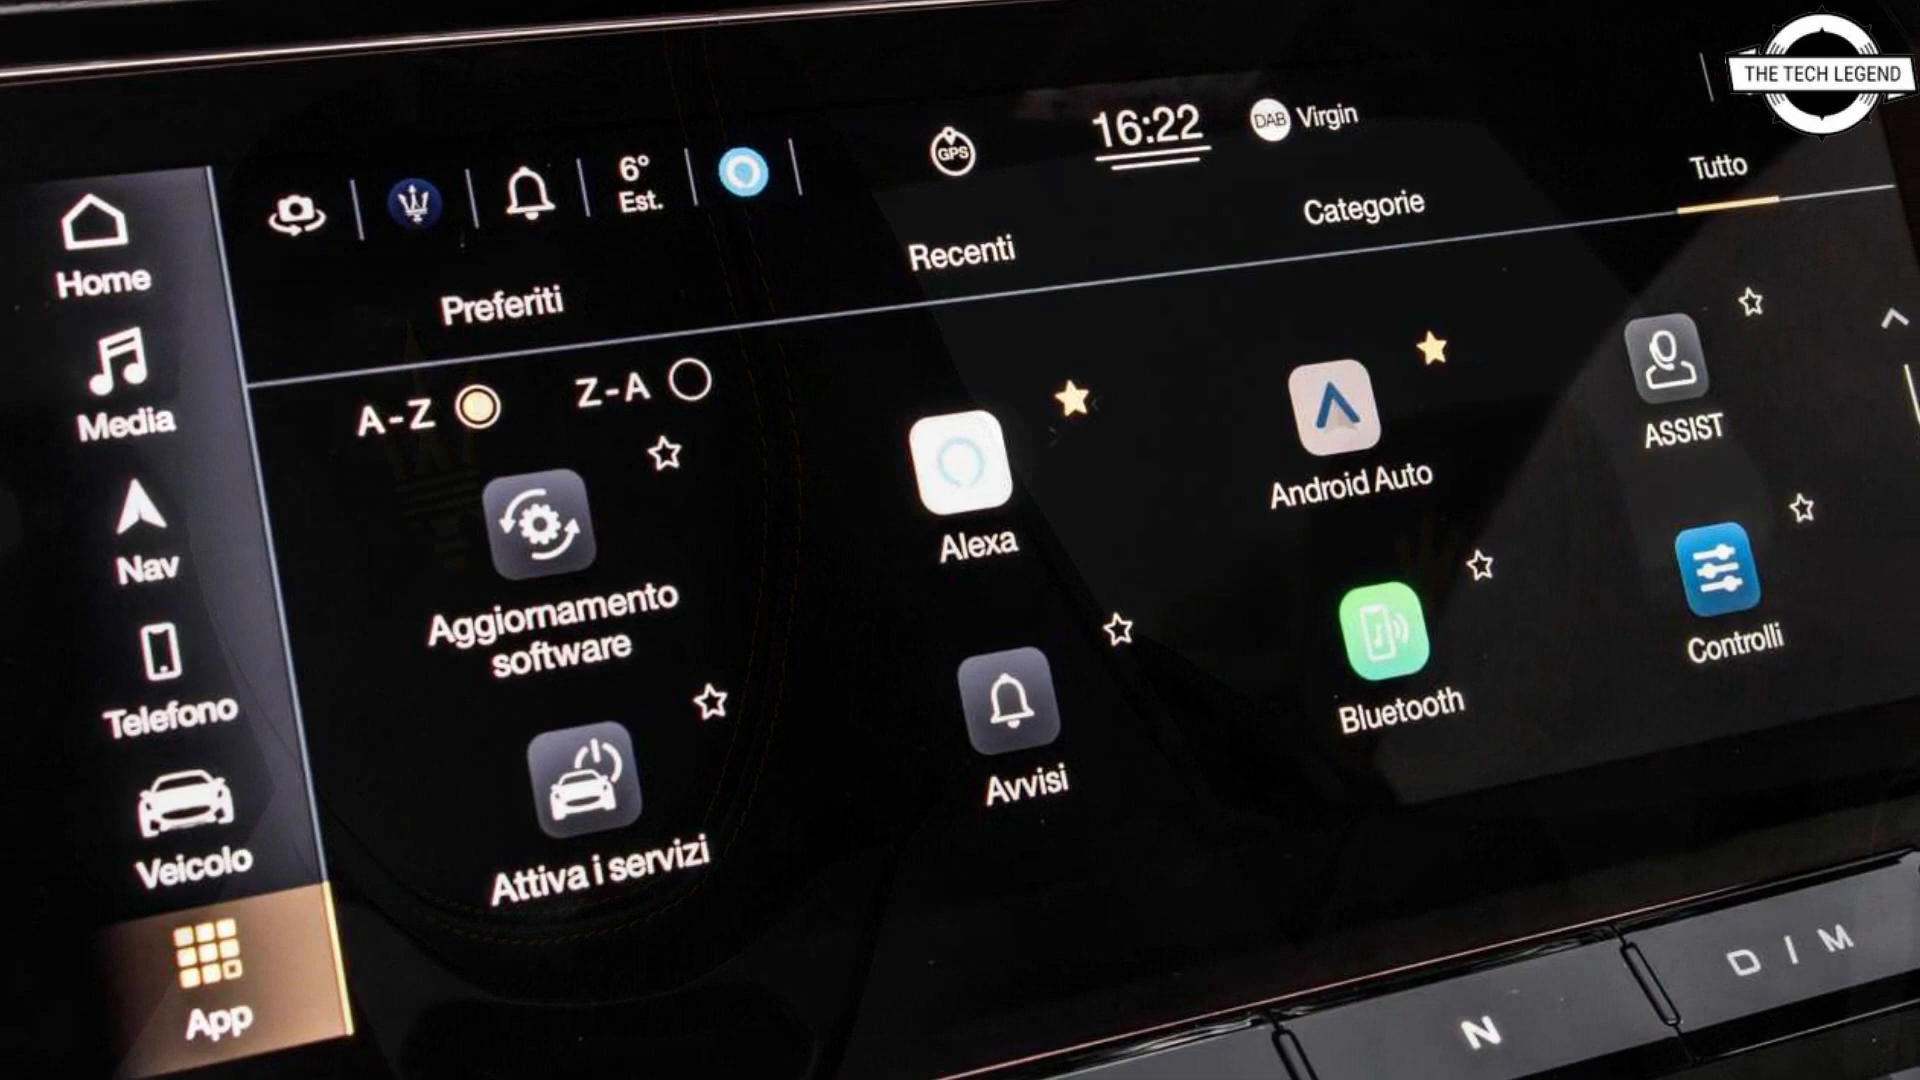 THE TECH LEGEND
6°
Est.
GPS
16:22
DAB Virgin
Preferiti
Recenti
Categorie
Tutto
Home
Media
Nav
Telefono
Veicolo
App
A-Z
Z-A
Aggiornamento
software
Alexa
Android Auto
ASSIST
Attiva i servizi
Avvisi
Bluetooth
Controlli
N
D / M